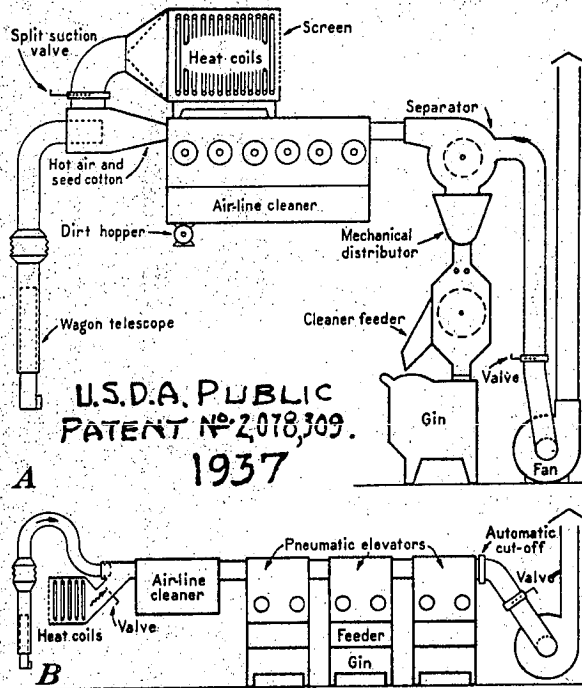 Split suction
valve
Screen
Heat coils
Separator
Hot air and
seed cotton
Air-line cleaner
Dirt hopper
Mechanical
distributor
Wagon telescope
Cleaner feeder
Valve
U.S.D.A. PUBLIC
PATENT No. 2,078,309.
1937
Gin
Fan
A
Pneumatic elevators
Automatic
cut-off
Valve
Air-line
cleaner
Heat coils
Valve
Feeder
Gin
B